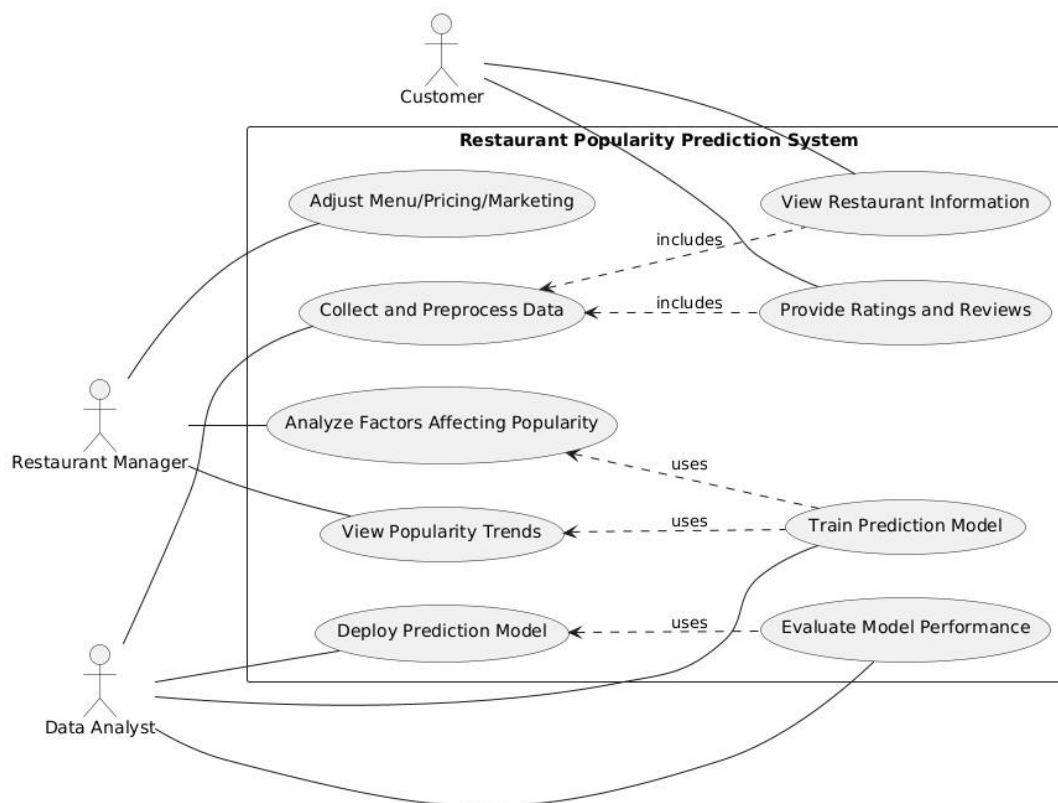 Customer
Restaurant Popularity Prediction System
Adjust Menu/Pricing/Marketing
View Restaurant Information
includes
Collect and Preprocess Data
includes
Provide Ratings and Reviews
Restaurant Manager
Analyze Factors Affecting Popularity
uses
View Popularity Trends
uses
Train Prediction Model
Deploy Prediction Model
uses
Evaluate Model Performance
Data Analyst